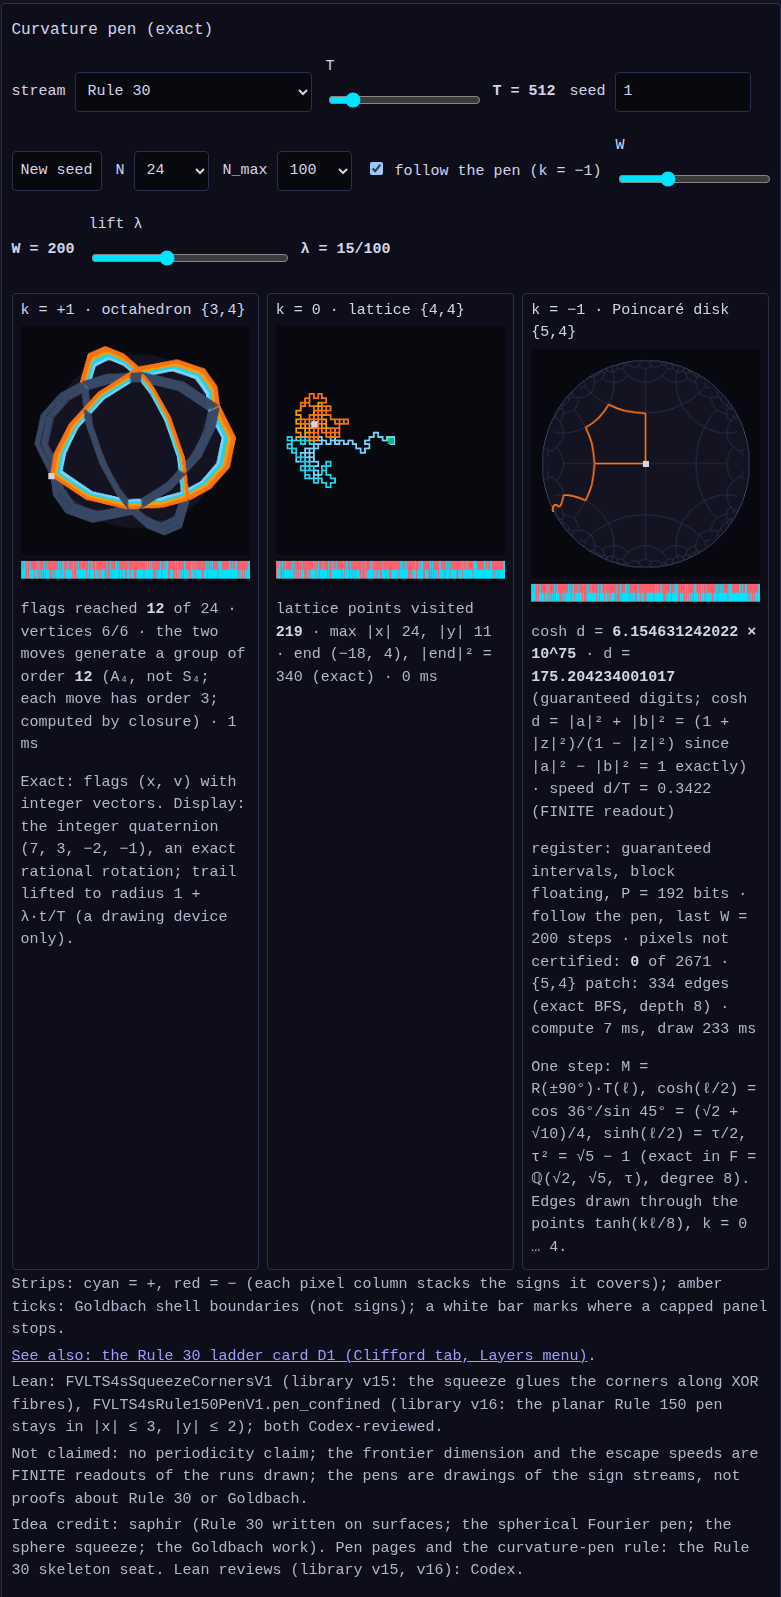 Curvature pen (exact)
T
stream Rule 30 T = 512 seed 1
W
New seed N 24 N_max 100 follow the pen (k = −1)
lift λ
W = 200 λ = 15/100
k = +1 · octahedron {3,4}
flags reached 12 of 24 ·
vertices 6/6 · the two
moves generate a group of
order 12 (A₄, not S₄;
each move has order 3;
computed by closure) · 1
ms
Exact: flags (x, v) with
integer vectors. Display:
the integer quaternion
(7, 3, −2, −1), an exact
rational rotation; trail
lifted to radius 1 +
λ·t/T (a drawing device
only).
k = 0 · lattice {4,4}
lattice points visited
219 · max |x| 24, |y| 11
· end (−18, 4), |end|² =
340 (exact) · 0 ms
k = −1 · Poincaré disk
{5,4}
cosh d = 6.154631242022 ×
10^75 · d =
175.204234001017
(guaranteed digits; cosh
d = |a|² + |b|² = (1 +
|z|²)/(1 − |z|²) since
|a|² − |b|² = 1 exactly)
· speed d/T = 0.3422
(FINITE readout)
register: guaranteed
intervals, block
floating, P = 192 bits ·
follow the pen, last W =
200 steps · pixels not
certified: 0 of 2671 ·
{5,4} patch: 334 edges
(exact BFS, depth 8) ·
compute 7 ms, draw 233 ms
One step: M =
R(±90°)·T(ℓ), cosh(ℓ/2) =
cos 36°/sin 45° = (√2 +
√10)/4, sinh(ℓ/2) = τ/2,
τ² = √5 − 1 (exact in F =
ℚ(√2, √5, τ), degree 8).
Edges drawn through the
points tanh(kℓ/8), k = 0
… 4.
Strips: cyan = +, red = − (each pixel column stacks the signs it covers); amber
ticks: Goldbach shell boundaries (not signs); a white bar marks where a capped panel
stops.
See also: the Rule 30 ladder card D1 (Clifford tab, Layers menu).
Lean: FVLTS4sSqueezeCornersV1 (library v15: the squeeze glues the corners along XOR
fibres), FVLTS4sRule150PenV1.pen_confined (library v16: the planar Rule 150 pen
stays in |x| ≤ 3, |y| ≤ 2); both Codex-reviewed.
Not claimed: no periodicity claim; the frontier dimension and the escape speeds are
FINITE readouts of the runs drawn; the pens are drawings of the sign streams, not
proofs about Rule 30 or Goldbach.
Idea credit: saphir (Rule 30 written on surfaces; the spherical Fourier pen; the
sphere squeeze; the Goldbach work). Pen pages and the curvature-pen rule: the Rule
30 skeleton seat. Lean reviews (library v15, v16): Codex.